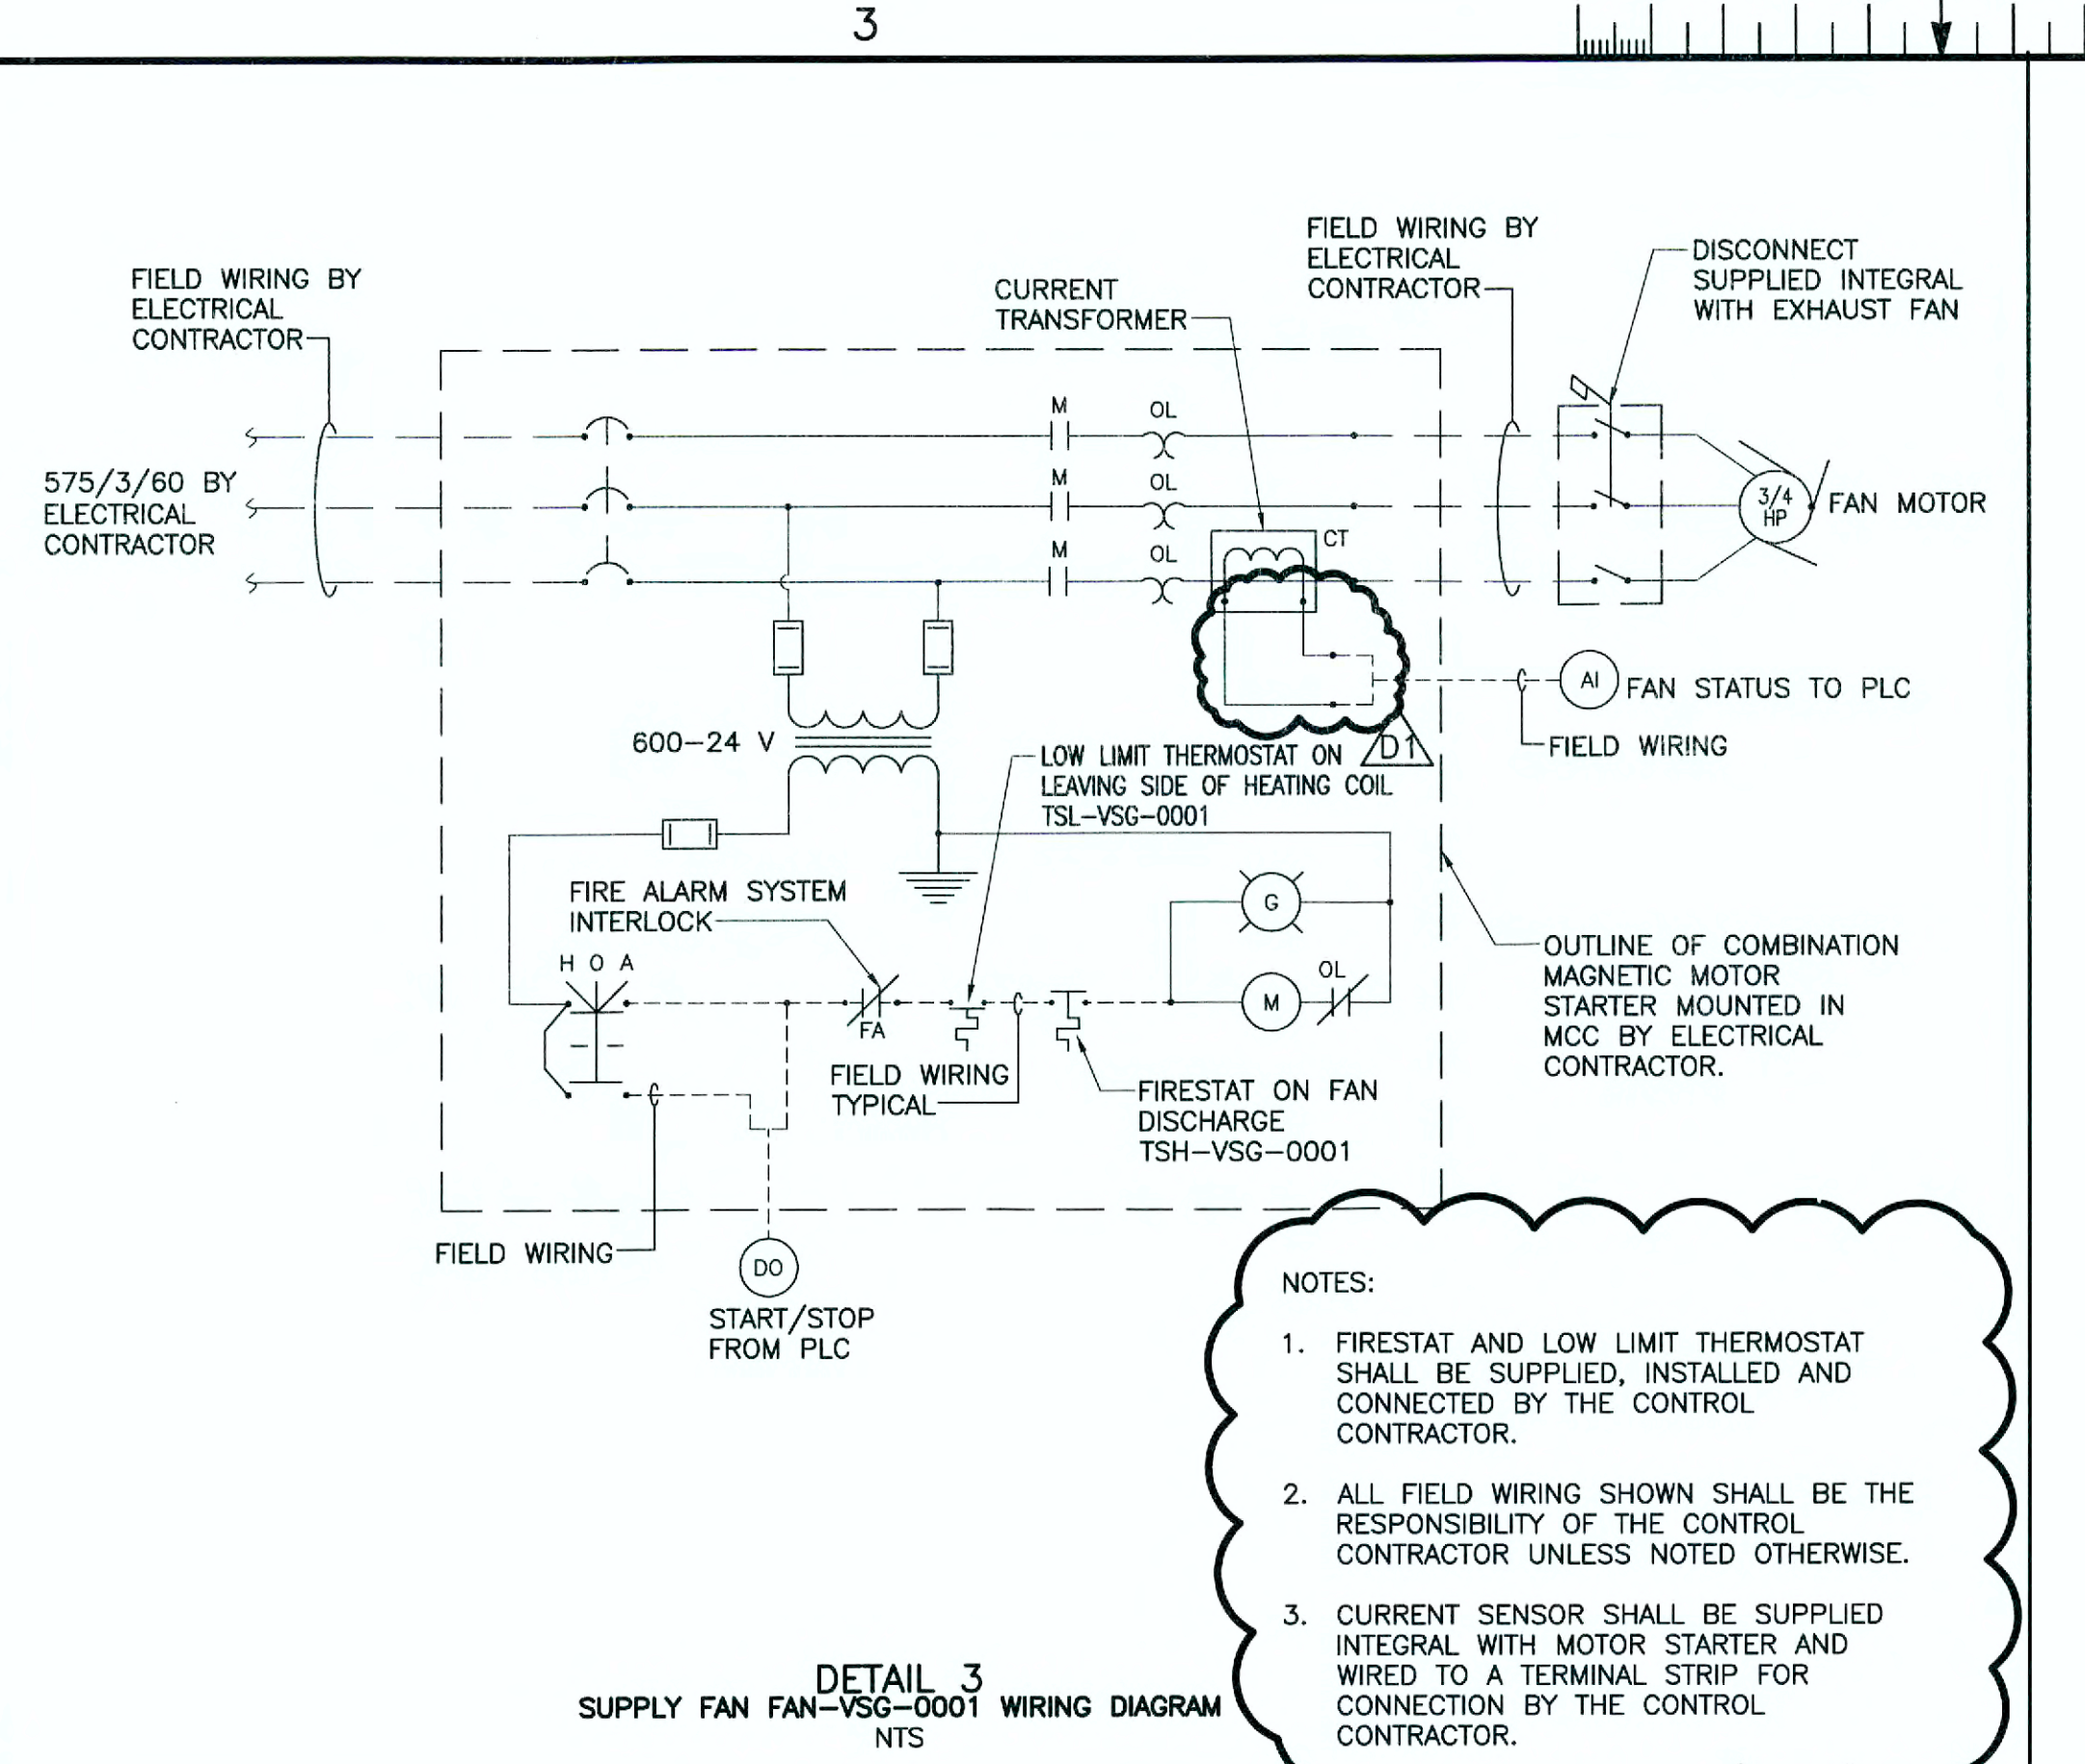 3
FIELD WIRING BY
ELECTRICAL
CONTRACTOR
DISCONNECT
SUPPLIED INTEGRAL
WITH EXHAUST FAN
FIELD WIRING BY
ELECTRICAL
CONTRACTOR
CURRENT
TRANSFORMER
M
OL
575/3/60 BY
ELECTRICAL
CONTRACTOR
M
OL
3/4
HP
FAN MOTOR
M
OL
CT
AI
FAN STATUS TO PLC
FIELD WIRING
600-24 V
D1
LOW LIMIT THERMOSTAT ON
LEAVING SIDE OF HEATING COIL
TSL-VSG-0001
FIRE ALARM SYSTEM
INTERLOCK
G
OUTLINE OF COMBINATION
MAGNETIC MOTOR
STARTER MOUNTED IN
MCC BY ELECTRICAL
CONTRACTOR.
H O A
OL
M
FA
FIELD WIRING
TYPICAL
FIRESTAT ON FAN
DISCHARGE
TSH-VSG-0001
FIELD WIRING
DO
START/STOP
FROM PLC
NOTES:
1. FIRESTAT AND LOW LIMIT THERMOSTAT
SHALL BE SUPPLIED, INSTALLED AND
CONNECTED BY THE CONTROL
CONTRACTOR.
2. ALL FIELD WIRING SHOWN SHALL BE THE
RESPONSIBILITY OF THE CONTROL
CONTRACTOR UNLESS NOTED OTHERWISE.
3. CURRENT SENSOR SHALL BE SUPPLIED
INTEGRAL WITH MOTOR STARTER AND
WIRED TO A TERMINAL STRIP FOR
CONNECTION BY THE CONTROL
CONTRACTOR.
DETAIL 3
SUPPLY FAN FAN-VSG-0001 WIRING DIAGRAM
NTS